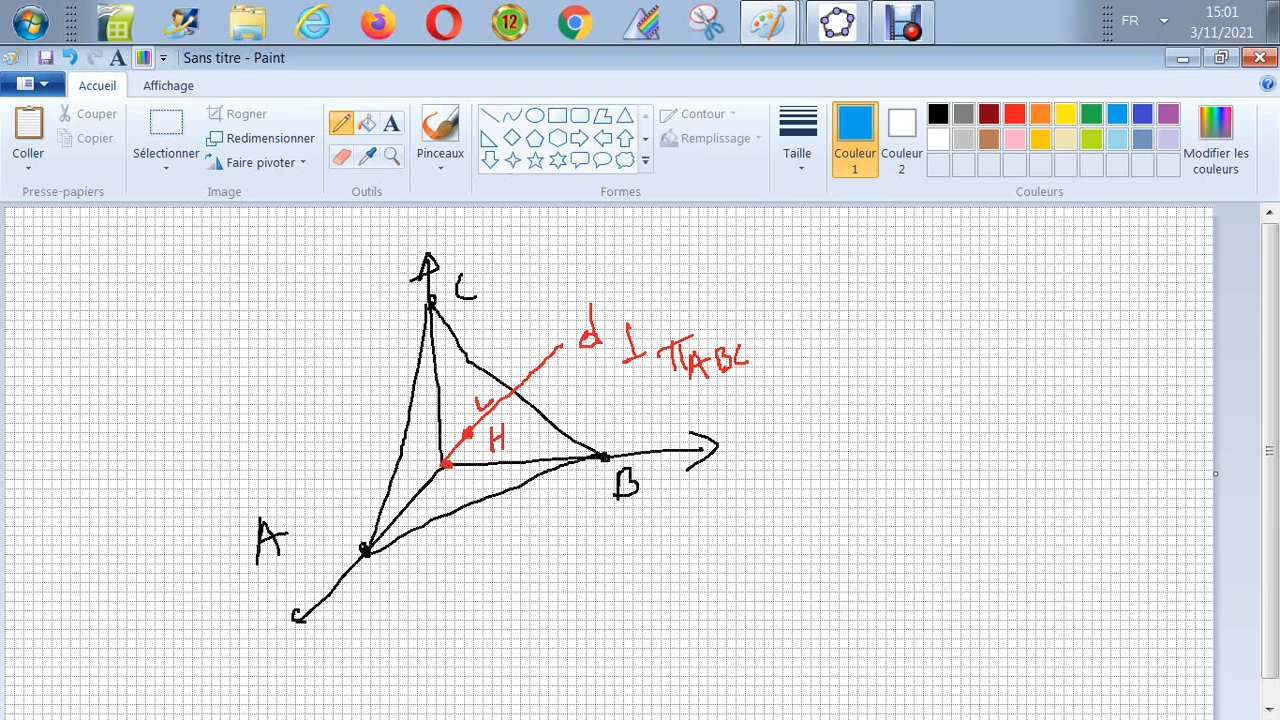 12
FR
15:01
3/11/2021
Sans titre - Paint
Accueil
Affichage
Coller
Couper
Copier
Presse-papiers
Sélectionner
Rogner
Redimensionner
Faire pivoter
Image
A
Outils
Pinceaux
Contour
Remplissage
Formes
Taille
Couleur 1
Couleur 2
Modifier les couleurs
Couleurs
C
d ⊥ πABC
H
B
A